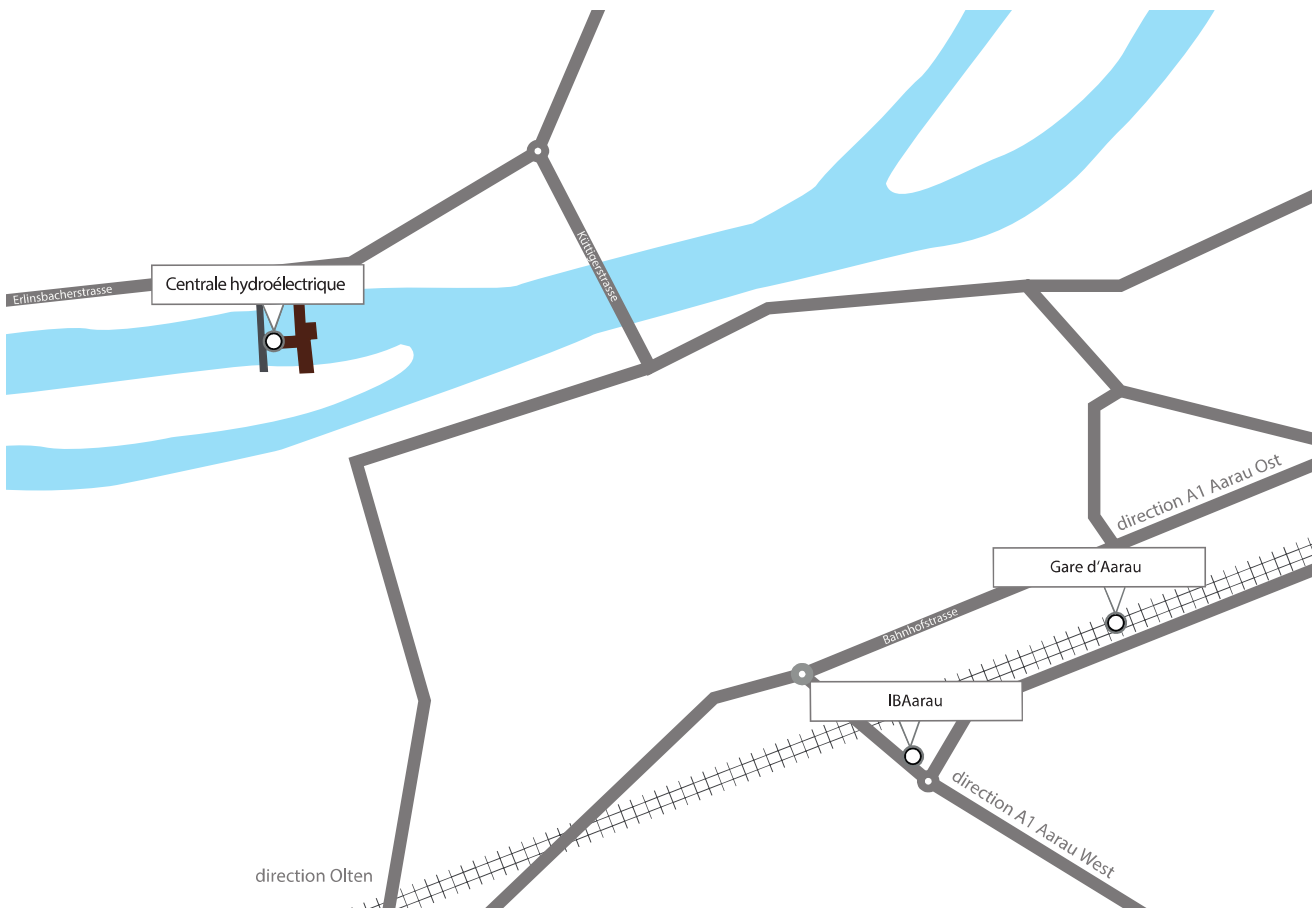 Küttigerstrasse
Centrale hydroélectrique
Erlinsbacherstrasse
direction A1 Aarau Ost
Gare d'Aarau
Bahnhofstrasse
IBAarau
direction A1 Aarau West
direction Olten